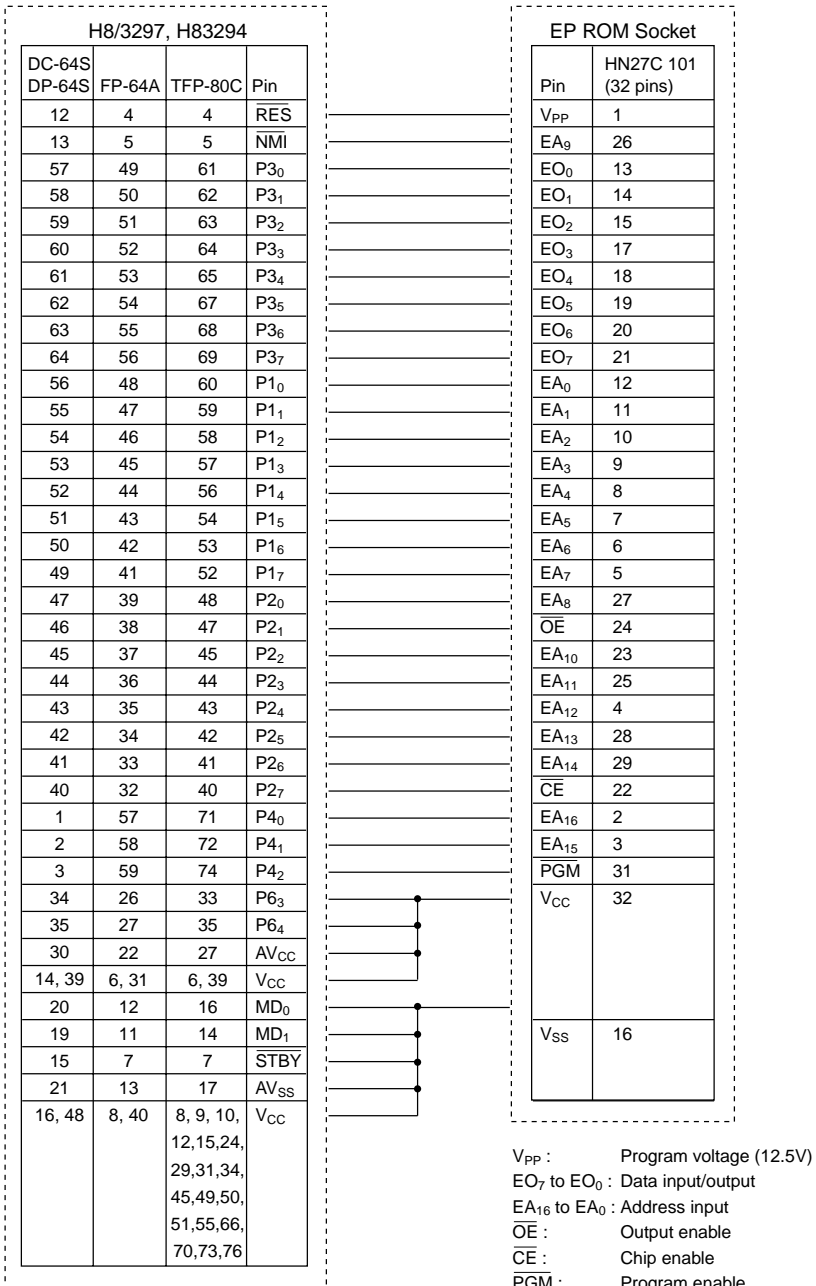 H8/3297, H83294 EP ROM Socket
DC-64S
DP-64S FP-64A TFP-80C Pin Pin HN27C 101
(32 pins)
12 4 4 RES VPP 1
13 5 5 NMI EA9 26
57 49 61 P30 EO0 13
58 50 62 P31 EO1 14
59 51 63 P32 EO2 15
60 52 64 P33 EO3 17
61 53 65 P34 EO4 18
62 54 67 P35 EO5 19
63 55 68 P36 EO6 20
64 56 69 P37 EO7 21
56 48 60 P10 EA0 12
55 47 59 P11 EA1 11
54 46 58 P12 EA2 10
53 45 57 P13 EA3 9
52 44 56 P14 EA4 8
51 43 54 P15 EA5 7
50 42 53 P16 EA6 6
49 41 52 P17 EA7 5
47 39 48 P20 EA8 27
46 38 47 P21 OE 24
45 37 45 P22 EA10 23
44 36 44 P23 EA11 25
43 35 43 P24 EA12 4
42 34 42 P25 EA13 28
41 33 41 P26 EA14 29
40 32 40 P27 CE 22
1 57 71 P40 EA16 2
2 58 72 P41 EA15 3
3 59 74 P42 PGM 31
34 26 33 P63 VCC 32
35 27 35 P64
30 22 27 AVCC
14, 39 6, 31 6, 39 VCC
20 12 16 MD0
19 11 14 MD1 VSS 16
15 7 7 STBY
21 13 17 AVSS
16, 48 8, 40 8, 9, 10, VCC
12,15,24,
29,31,34,
45,49,50,
51,55,66,
70,73,76
VPP : Program voltage (12.5V)
EO7 to EO0 : Data input/output
EA16 to EA0 : Address input
OE : Output enable
CE : Chip enable
PGM : Program enable